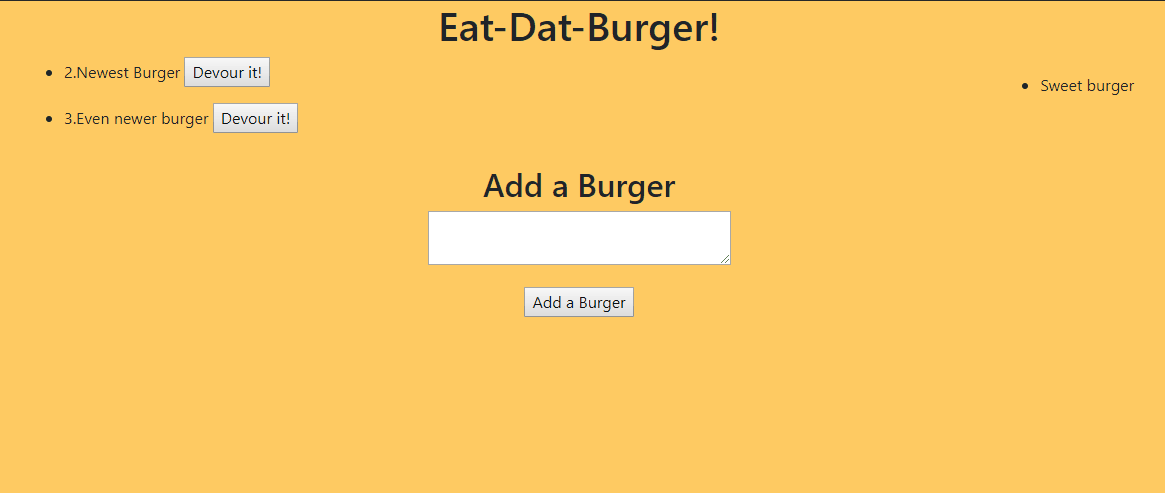 Eat-Dat-Burger!
2.Newest Burger Devour it!
Sweet burger
3.Even newer burger Devour it!
Add a Burger
Add a Burger